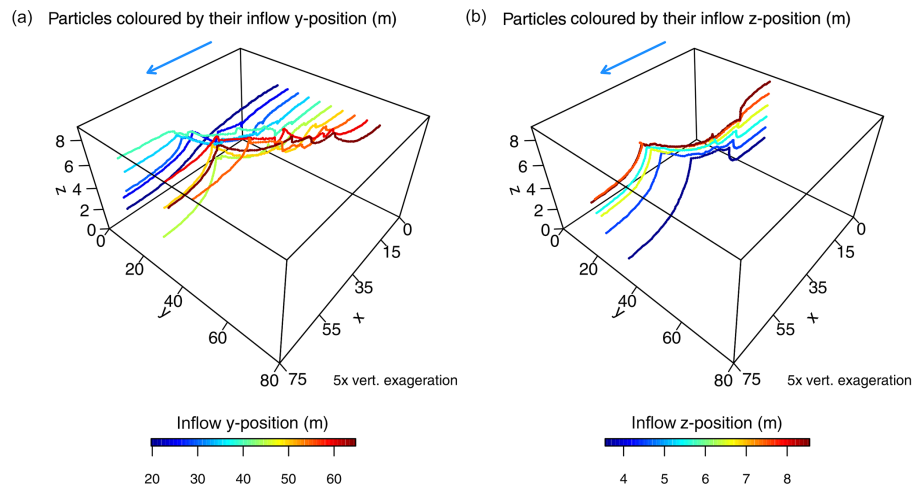 (a) Particles coloured by their inflow y-position (m)
8
6
4
2
0
z
0
20
40
60
80
y
0
15
35
55
75
x
5x vert. exageration
Inflow y-position (m)
20 30 40 50 60
(b) Particles coloured by their inflow z-position (m)
8
6
4
2
0
z
0
20
40
60
80
y
0
15
35
55
75
x
5x vert. exageration
Inflow z-position (m)
4 5 6 7 8